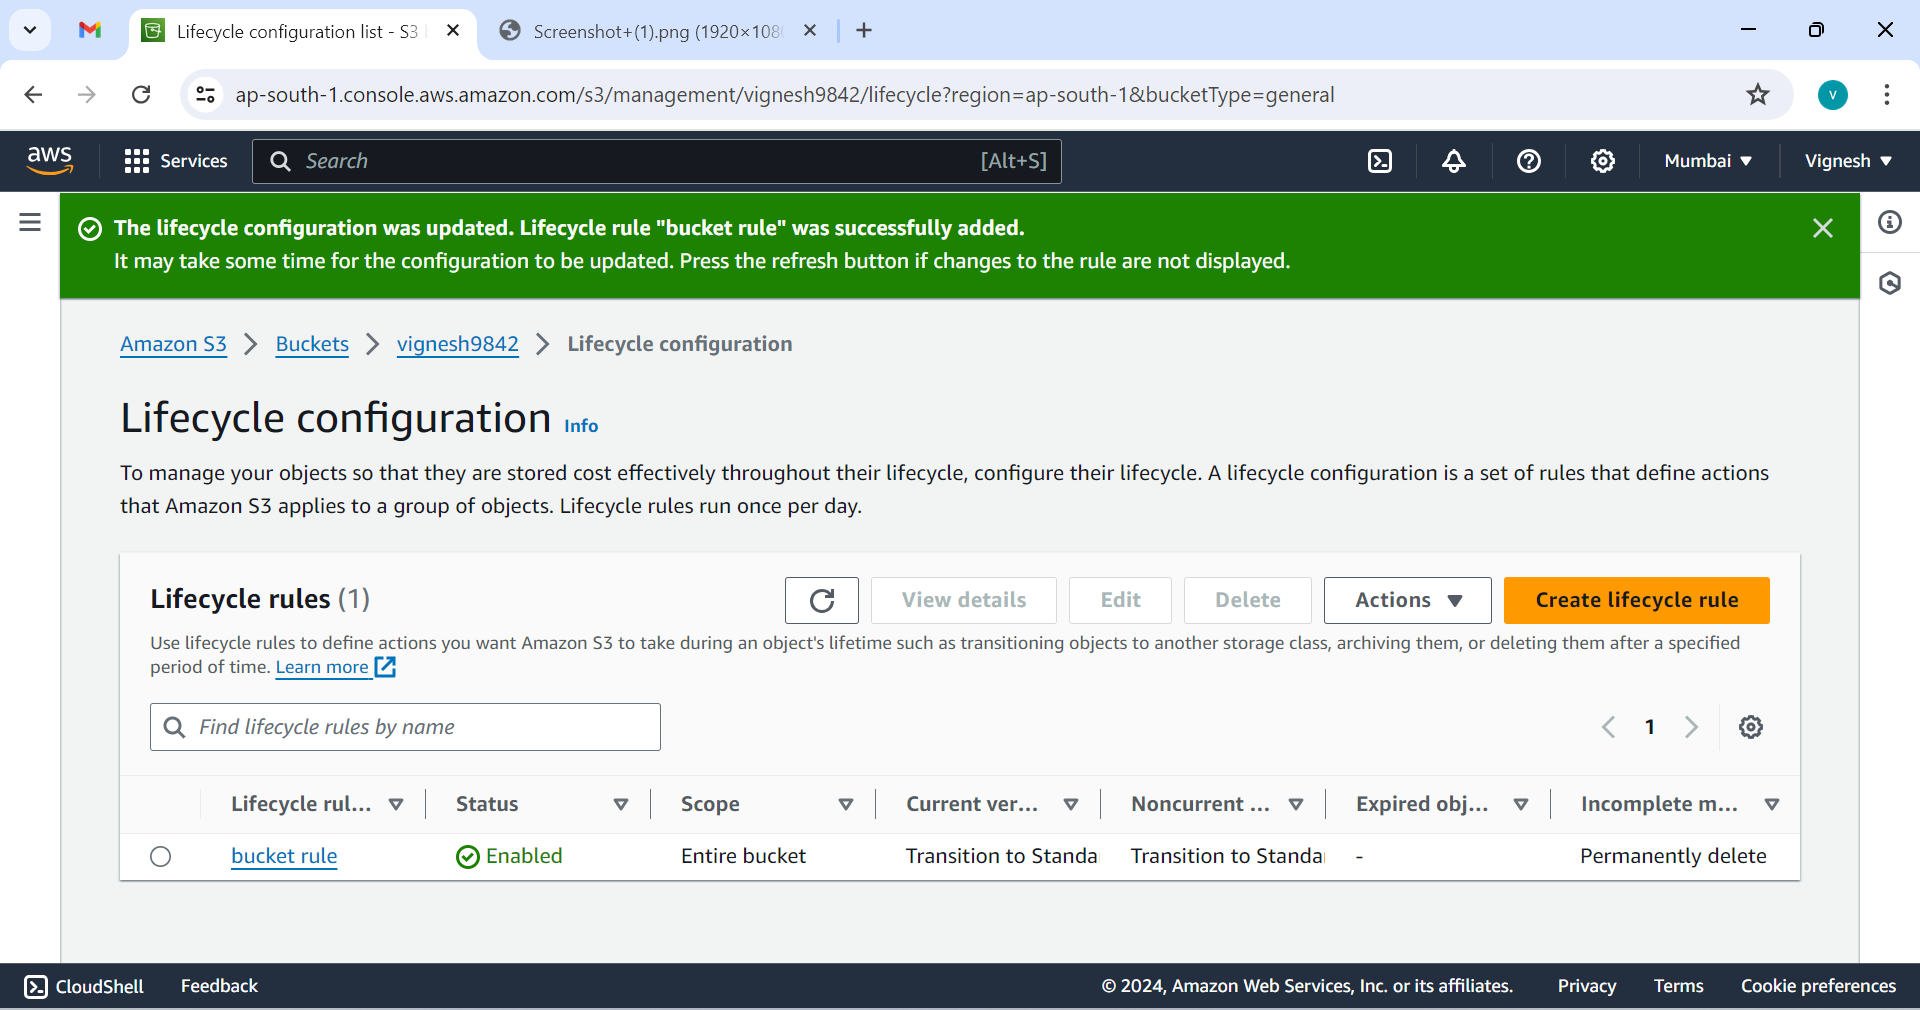 Lifecycle configuration list - S3
Screenshot+(1).png (1920×108
ap-south-1.console.aws.amazon.com/s3/management/vignesh9842/lifecycle?region=ap-south-1&bucketType=general
V
aws
Services
Search
[Alt+S]
Mumbai
Vignesh
The lifecycle configuration was updated. Lifecycle rule "bucket rule" was successfully added.
It may take some time for the configuration to be updated. Press the refresh button if changes to the rule are not displayed.
Amazon S3 > Buckets > vignesh9842 > Lifecycle configuration
Lifecycle configuration Info
To manage your objects so that they are stored cost effectively throughout their lifecycle, configure their lifecycle. A lifecycle configuration is a set of rules that define actions
that Amazon S3 applies to a group of objects. Lifecycle rules run once per day.
Lifecycle rules (1)
View details
Edit
Delete
Actions
Create lifecycle rule
Use lifecycle rules to define actions you want Amazon S3 to take during an object's lifetime such as transitioning objects to another storage class, archiving them, or deleting them after a specified
period of time. Learn more
Find lifecycle rules by name
1
Lifecycle rul... Status Scope Current ver... Noncurrent ... Expired obj... Incomplete m...
bucket rule Enabled Entire bucket Transition to Standa Transition to Standa - Permanently delete
CloudShell Feedback © 2024, Amazon Web Services, Inc. or its affiliates. Privacy Terms Cookie preferences